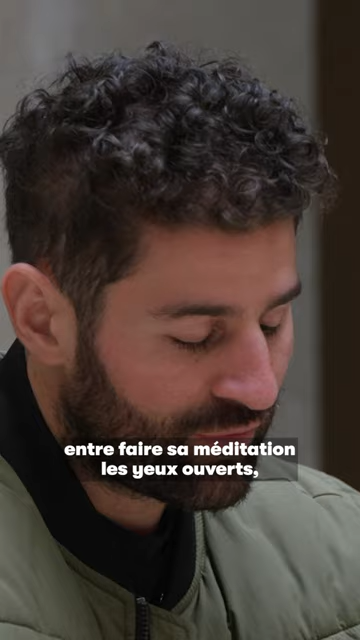 entre faire sa méditation
les yeux ouverts,